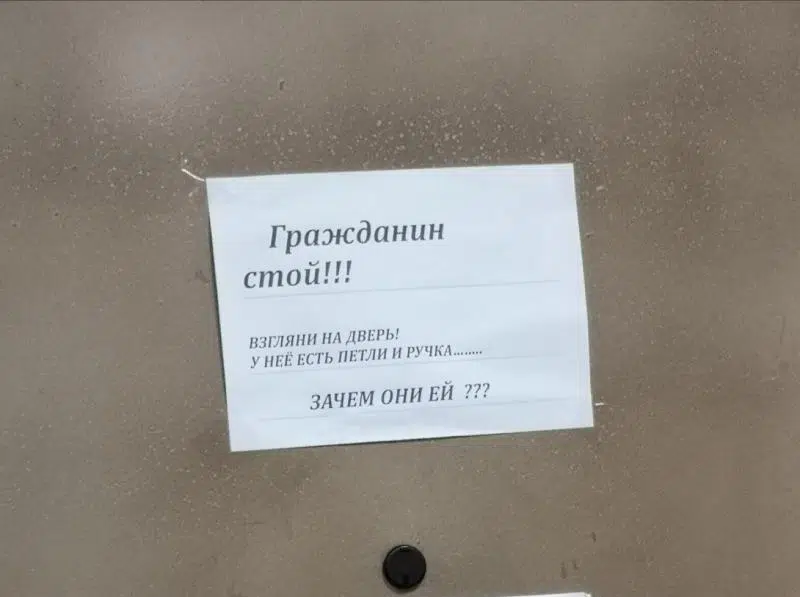 Гражданин
стой!!!
ВЗГЛЯНИ НА ДВЕРЬ!
У НЕЁ ЕСТЬ ПЕТЛИ И РУЧКА........
ЗАЧЕМ ОНИ ЕЙ ???